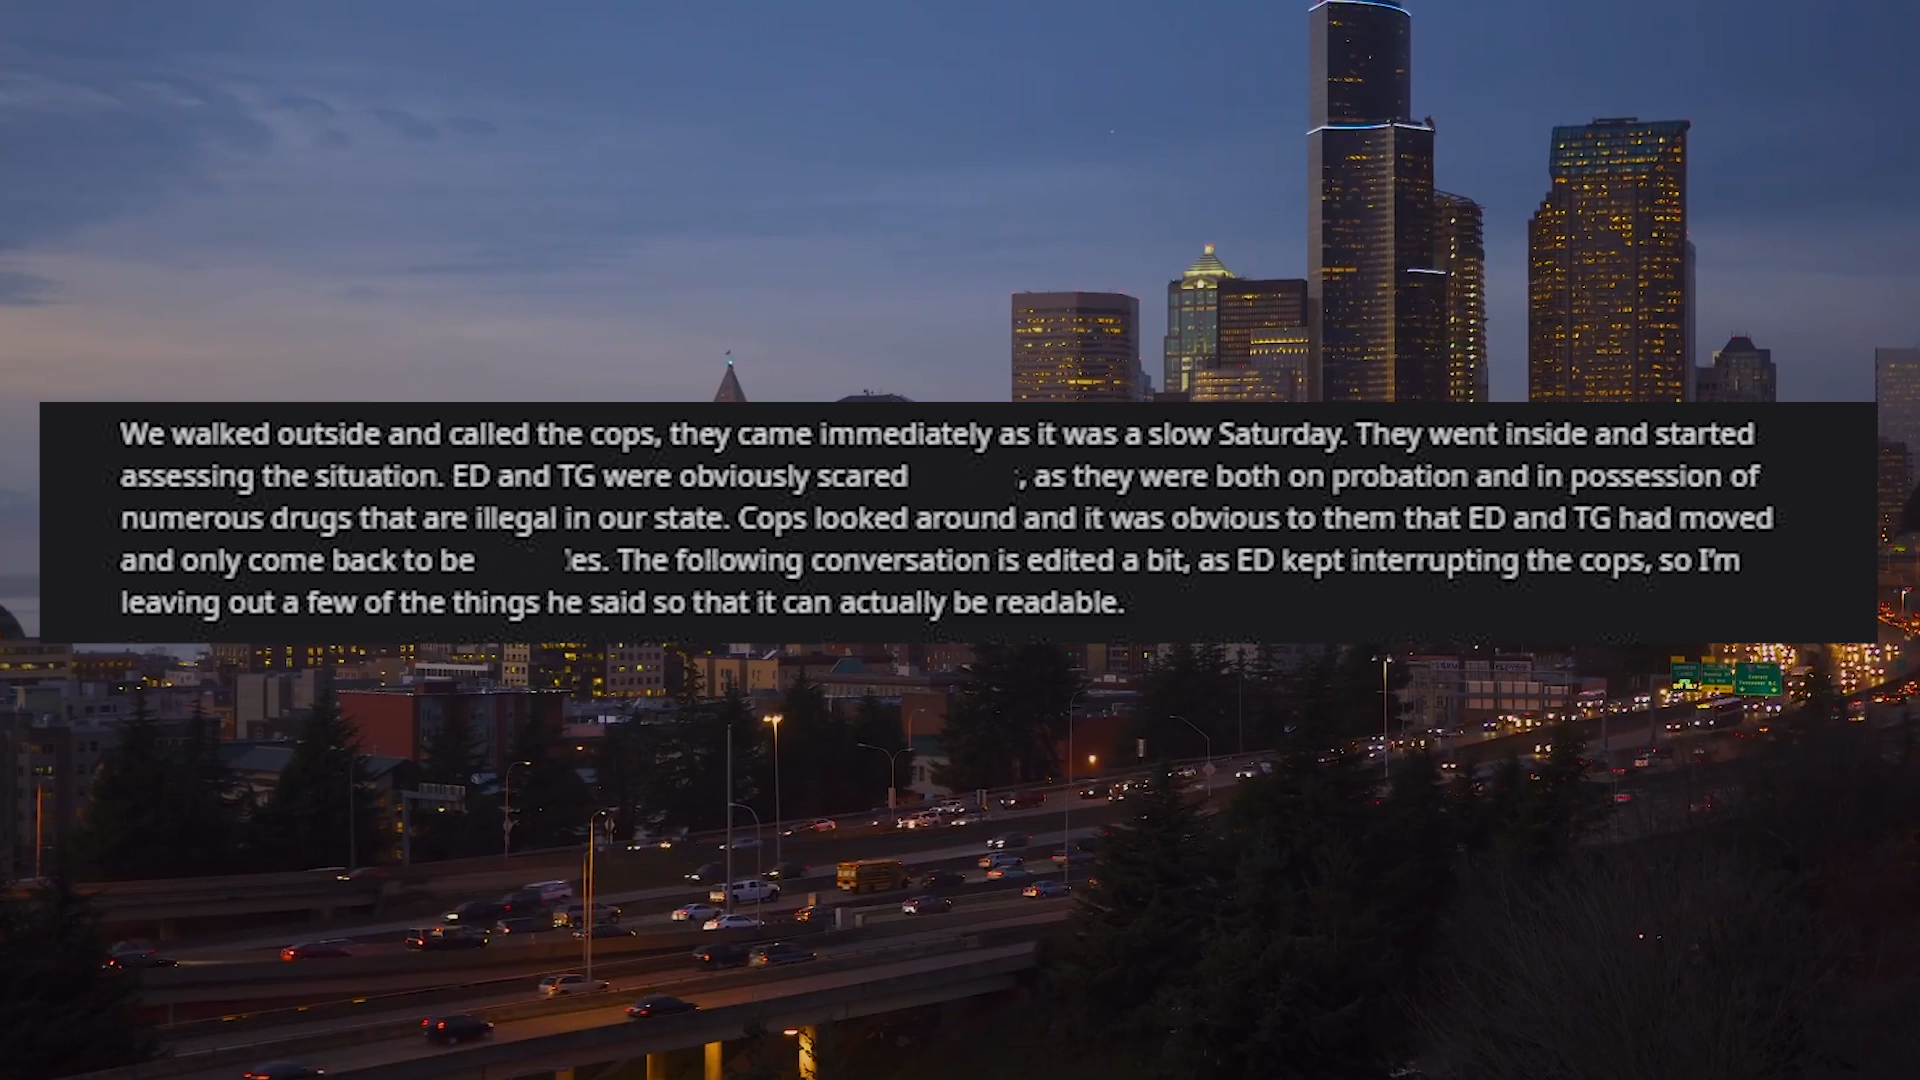 We walked outside and called the cops, they came immediately as it was a slow Saturday. They went inside and started
assessing the situation. ED and TG were obviously scared , as they were both on probation and in possession of
numerous drugs that are illegal in our state. Cops looked around and it was obvious to them that ED and TG had moved
and only come back to be es. The following conversation is edited a bit, as ED kept interrupting the cops, so I'm
leaving out a few of the things he said so that it can actually be readable.